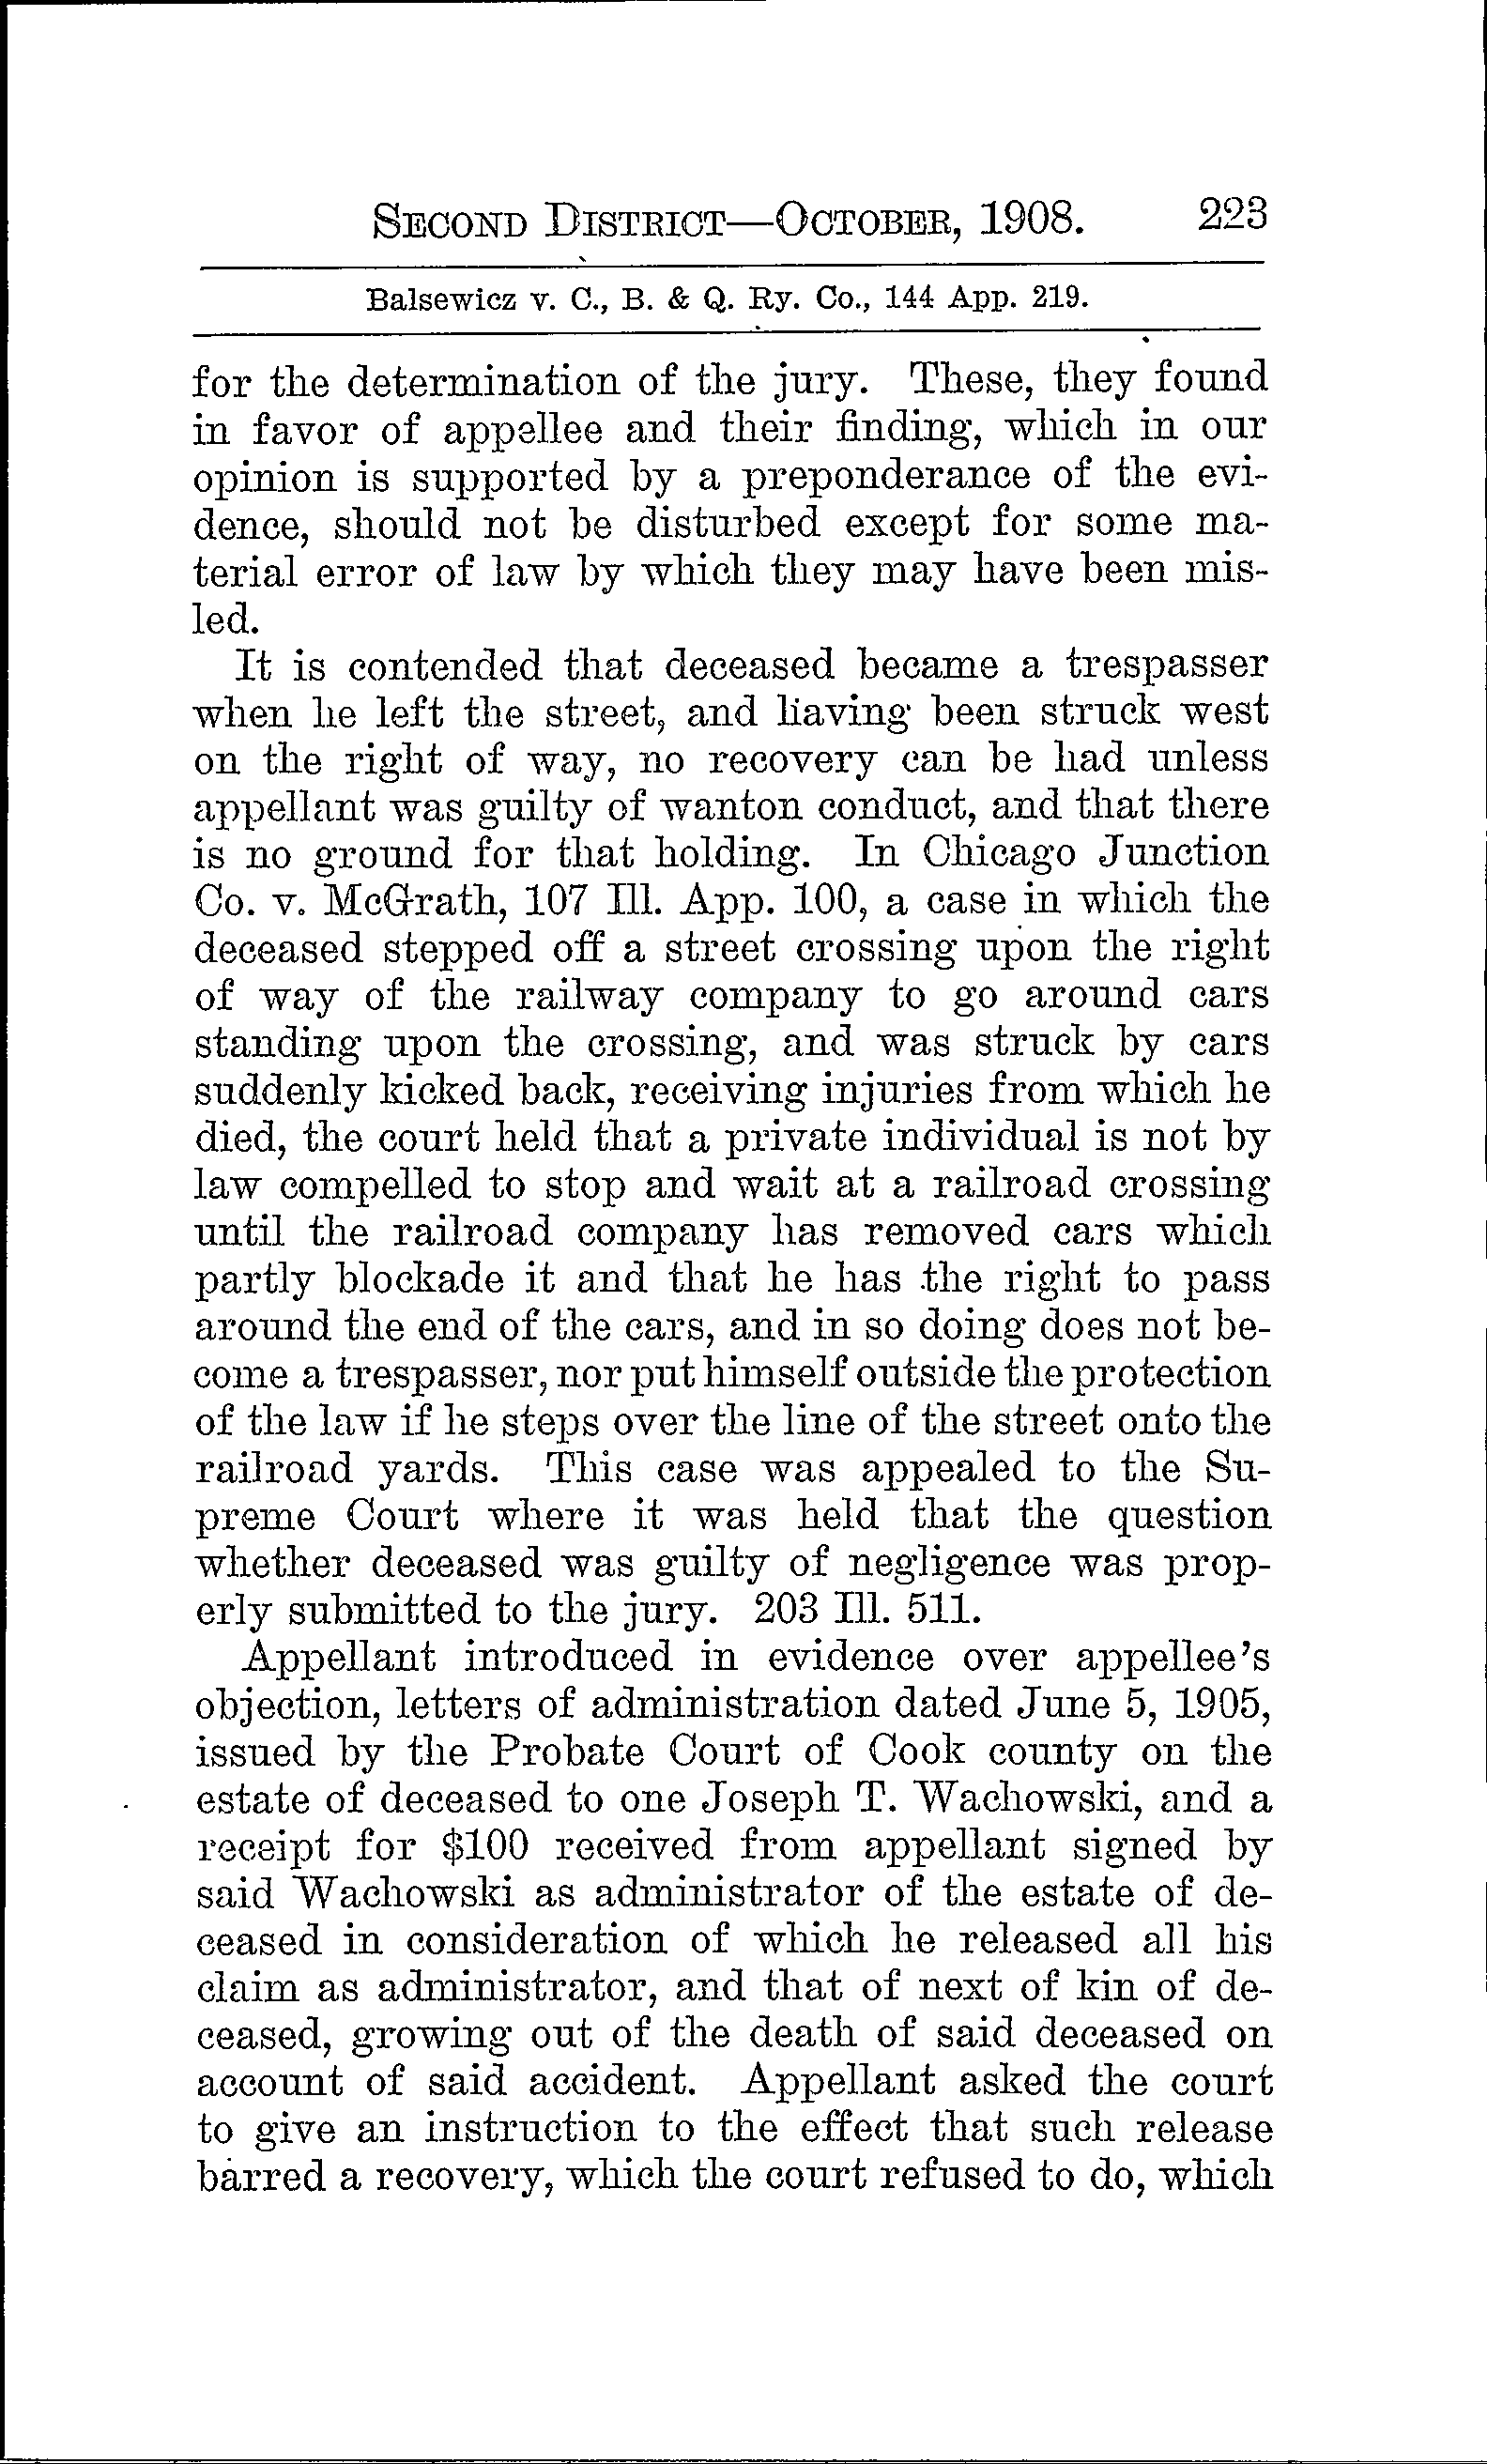 SECOND DISTRICT—OCTOBER, 1908. 223
Balsewicz v. C., B. & Q. Ry. Co., 144 App. 219.
for the determination of the jury. These, they found
in favor of appellee and their finding, which in our
opinion is supported by a preponderance of the evi-
dence, should not be disturbed except for some ma-
terial error of law by which they may have been mis-
led.
It is contended that deceased became a trespasser
when he left the street, and having been struck west
on the right of way, no recovery can be had unless
appellant was guilty of wanton conduct, and that there
is no ground for that holding. In Chicago Junction
Co. v. McGrath, 107 Ill. App. 100, a case in which the
deceased stepped off a street crossing upon the right
of way of the railway company to go around cars
standing upon the crossing, and was struck by cars
suddenly kicked back, receiving injuries from which he
died, the court held that a private individual is not by
law compelled to stop and wait at a railroad crossing
until the railroad company has removed cars which
partly blockade it and that he has the right to pass
around the end of the cars, and in so doing does not be-
come a trespasser, nor put himself outside the protection
of the law if he steps over the line of the street onto the
railroad yards. This case was appealed to the Su-
preme Court where it was held that the question
whether deceased was guilty of negligence was prop-
erly submitted to the jury. 203 Ill. 511.
Appellant introduced in evidence over appellee's
objection, letters of administration dated June 5, 1905,
issued by the Probate Court of Cook county on the
estate of deceased to one Joseph T. Wachowski, and a
receipt for $100 received from appellant signed by
said Wachowski as administrator of the estate of de-
ceased in consideration of which he released all his
claim as administrator, and that of next of kin of de-
ceased, growing out of the death of said deceased on
account of said accident. Appellant asked the court
to give an instruction to the effect that such release
barred a recovery, which the court refused to do, which